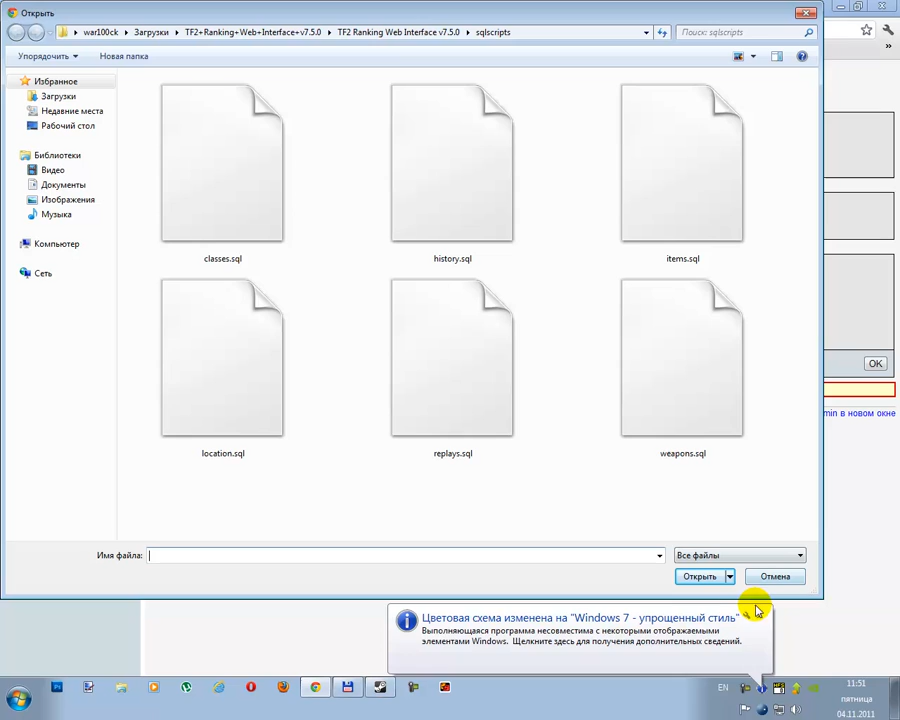 Открыть
war100ck
Загрузки
TF2+Ranking+Web+Interface+v7.5.0
TF2 Ranking Web Interface v7.5.0
sqlscripts
Поиск: sqlscripts
Упорядочить
Новая папка
Избранное
Загрузки
Недавние места
Рабочий стол
Библиотеки
Видео
Документы
Изображения
Музыка
Компьютер
Сеть
classes.sql
history.sql
items.sql
location.sql
replays.sql
weapons.sql
OK
min в новом окне
Имя файла:
Все файлы
Открыть
Отмена
Цветовая схема изменена на "Windows 7 - упрощенный стиль"
Выполняющаяся программа несовместима с некоторыми отображаемыми
элементами Windows. Щелкните здесь для получения дополнительных сведений.
EN
11:51
пятница
04.11.2011